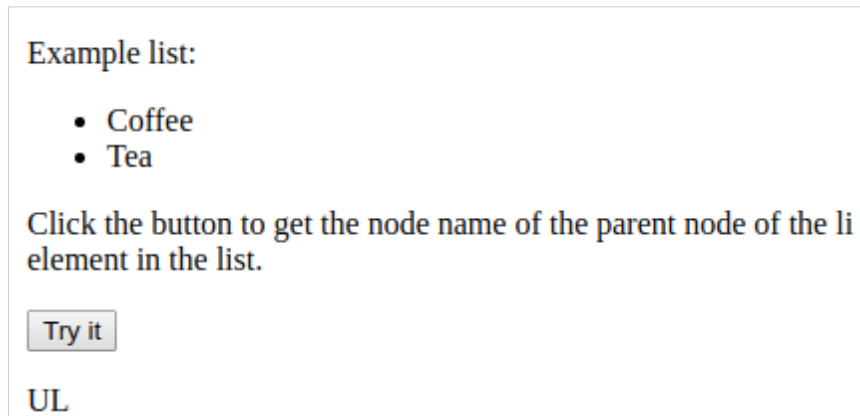 Example list:
Coffee
Tea
Click the button to get the node name of the parent node of the li
element in the list.
Try it
UL